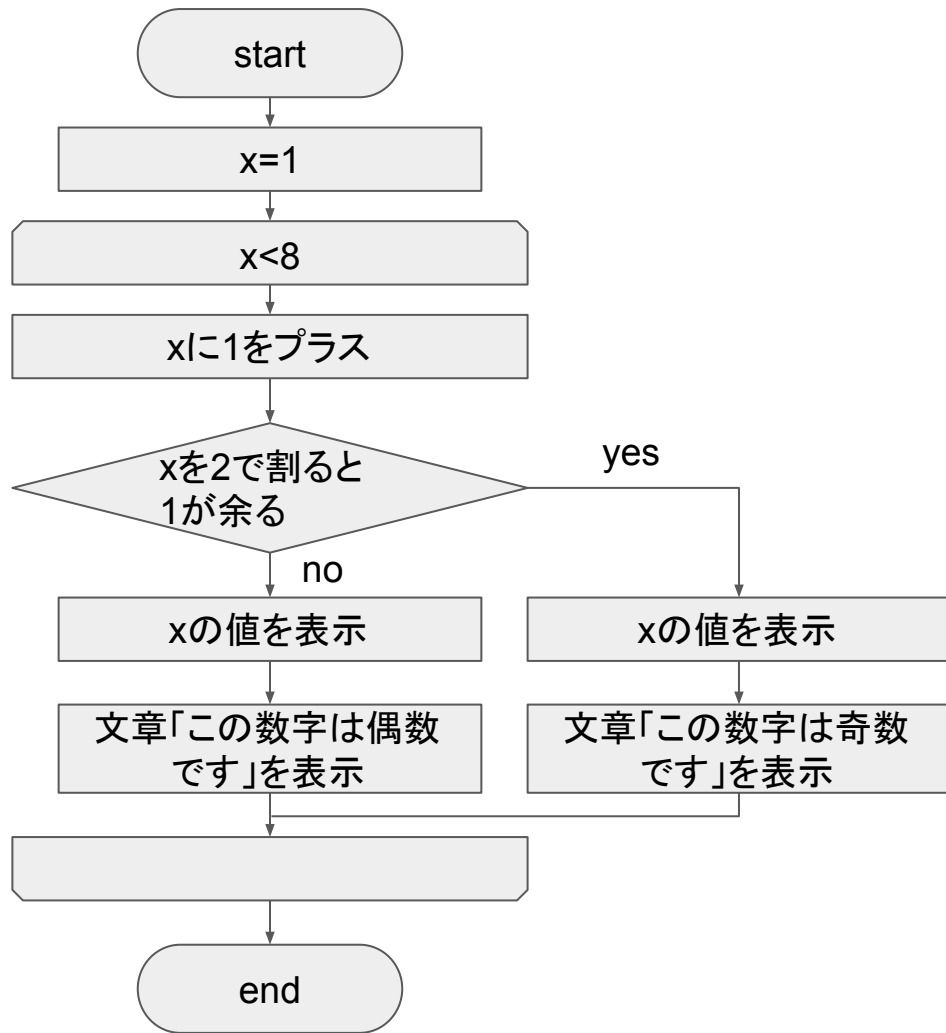 start
x=1
x<8
xに1をプラス
xを2で割ると
1が余る
yes
no
xの値を表示
xの値を表示
文章「この数字は偶数
です」を表示
文章「この数字は奇数
です」を表示
end